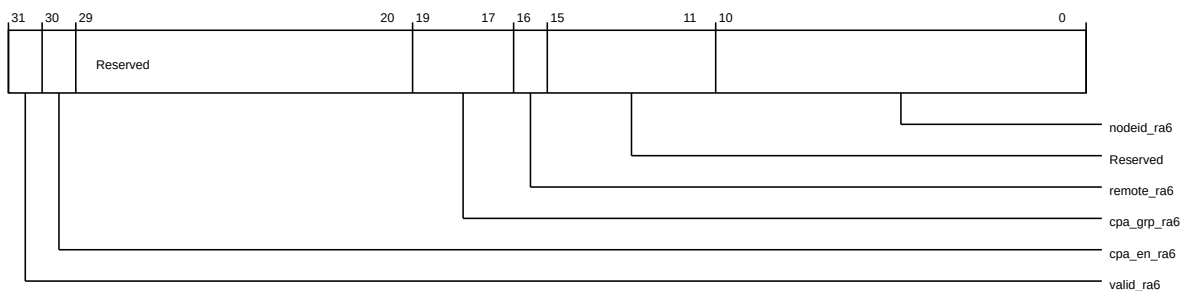 31 30 29 20 19 17 16 15 11 10 0
Reserved
nodeid_ra6
Reserved
remote_ra6
cpa_grp_ra6
cpa_en_ra6
valid_ra6